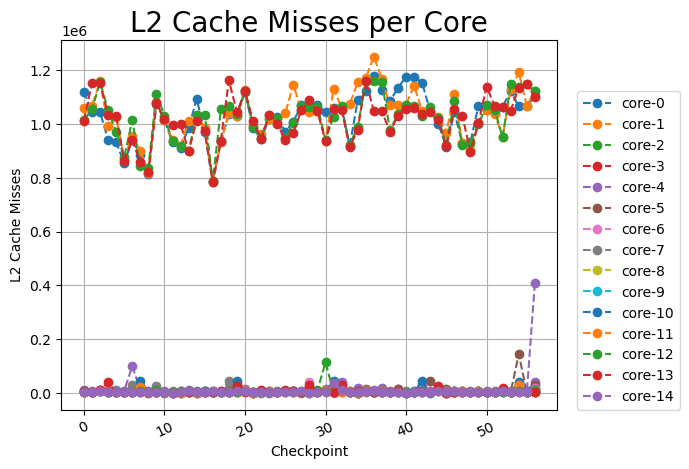 L2 Cache Misses per Core
1e6
1.2
1.0
0.8
0.6
0.4
0.2
0.0
L2 Cache Misses
0
10
20
30
40
50
Checkpoint
core-0
core-1
core-2
core-3
core-4
core-5
core-6
core-7
core-8
core-9
core-10
core-11
core-12
core-13
core-14